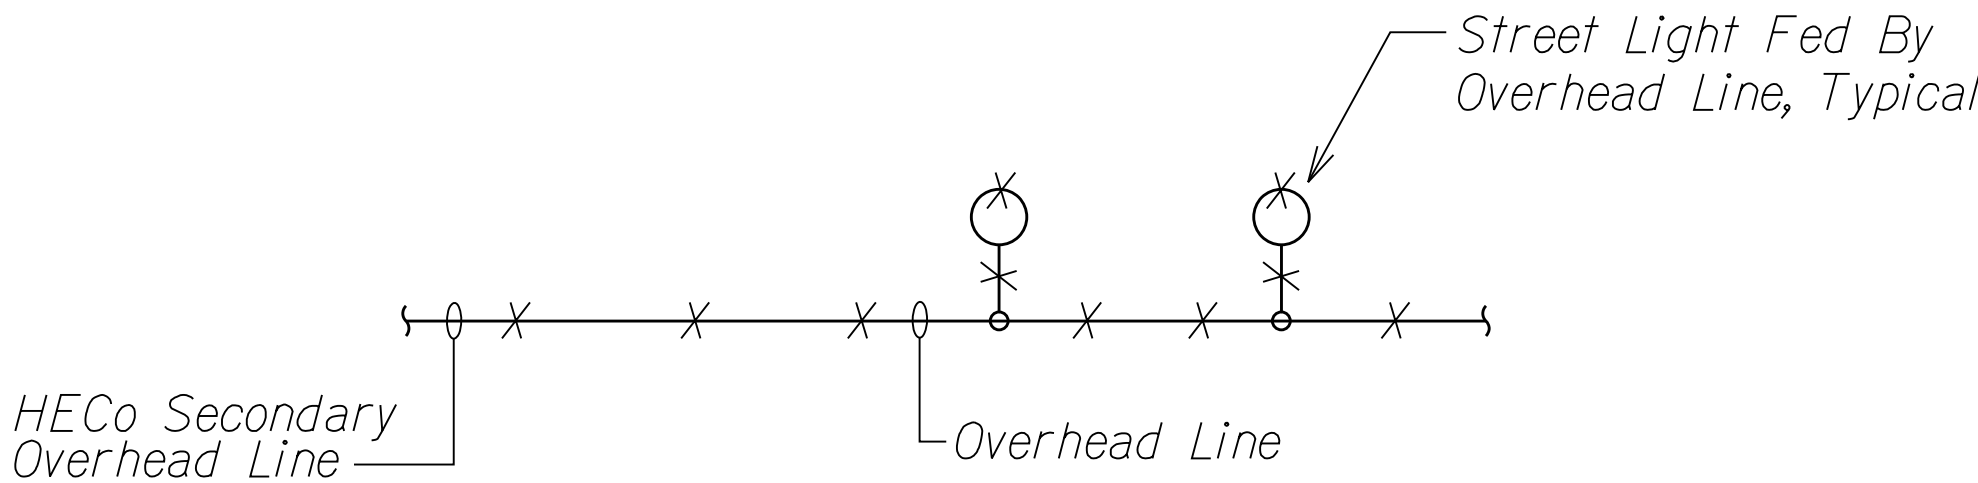 Street Light Fed By
Overhead Line, Typical
HECo Secondary
Overhead Line
Overhead Line